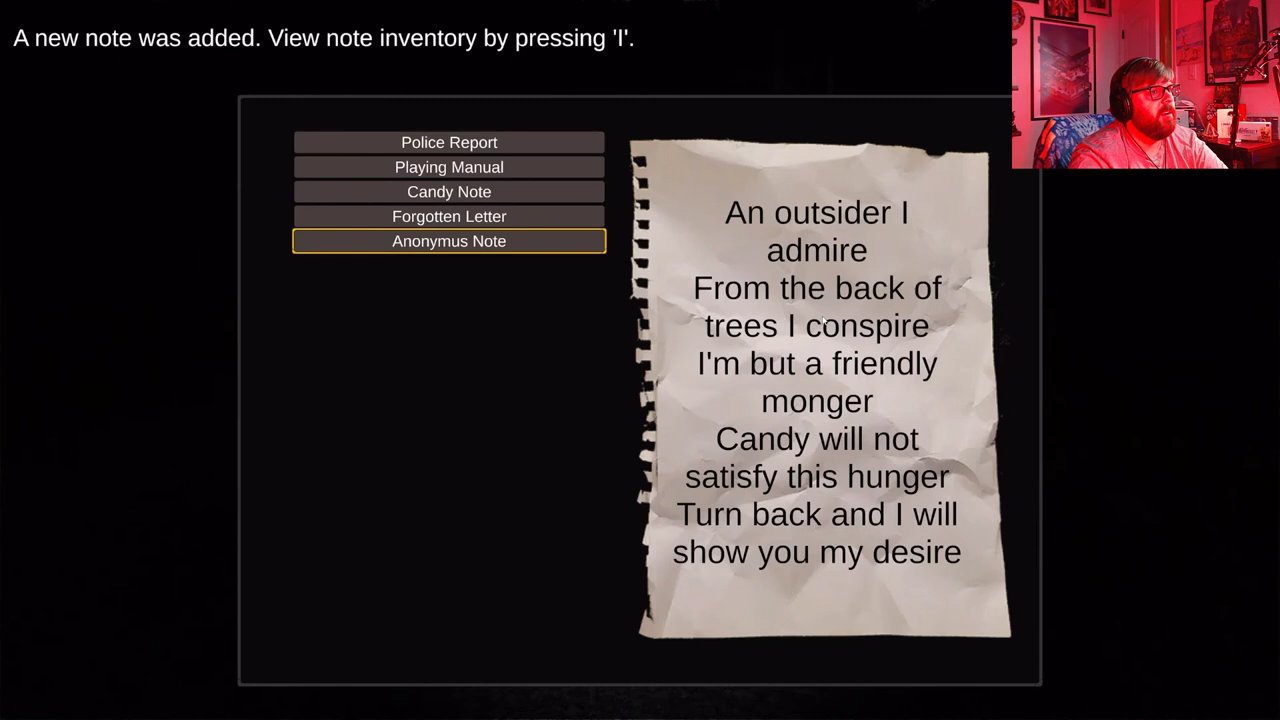 A new note was added. View note inventory by pressing 'I'.
Police Report
Playing Manual
Candy Note
Forgotten Letter
Anonymus Note
An outsider I
admire
From the back of
trees I conspire
I'm but a friendly
monger
Candy will not
satisfy this hunger
Turn back and I will
show you my desire